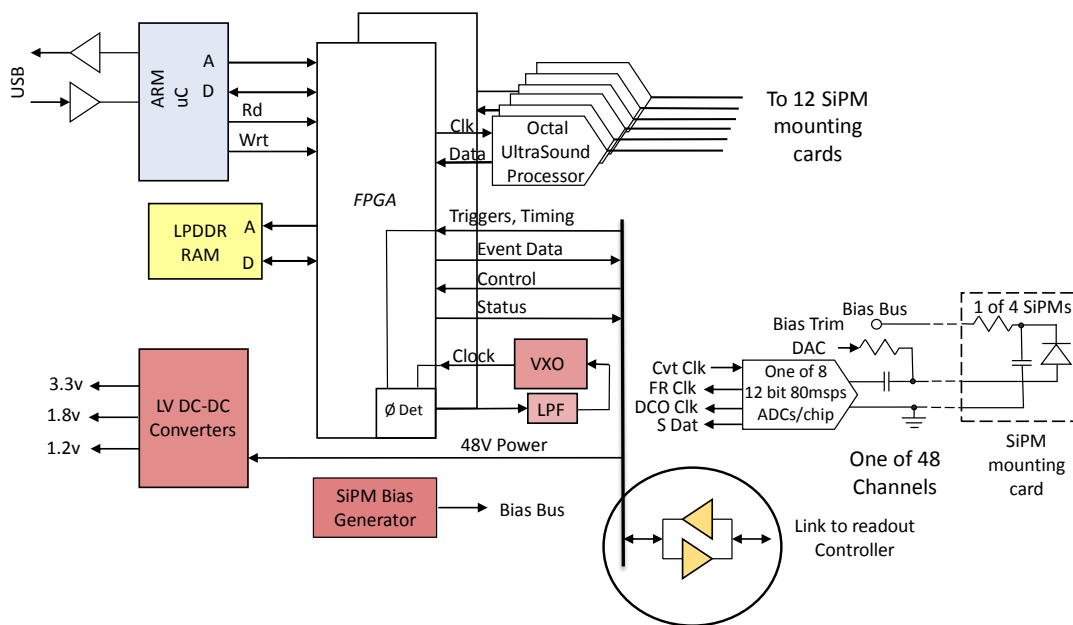 USB
ARM
uC
A
D
Rd
Wrt
FPGA
Clk
Data
Octal
UltraSound
Processor
To 12 SiPM
mounting
cards
LPDDR
RAM
A
D
Triggers, Timing
Event Data
Control
Status
Clock
VXO
LPF
Ø Det
48V Power
LV DC-DC
Converters
3.3v
1.8v
1.2v
SiPM Bias
Generator
Bias Bus
Link to readout
Controller
Bias Bus
Bias Trim
DAC
1 of 4 SiPMs
Cvt Clk
FR Clk
DCO Clk
S Dat
One of 8
12 bit 80msps
ADCs/chip
One of 48
Channels
SiPM
mounting
card